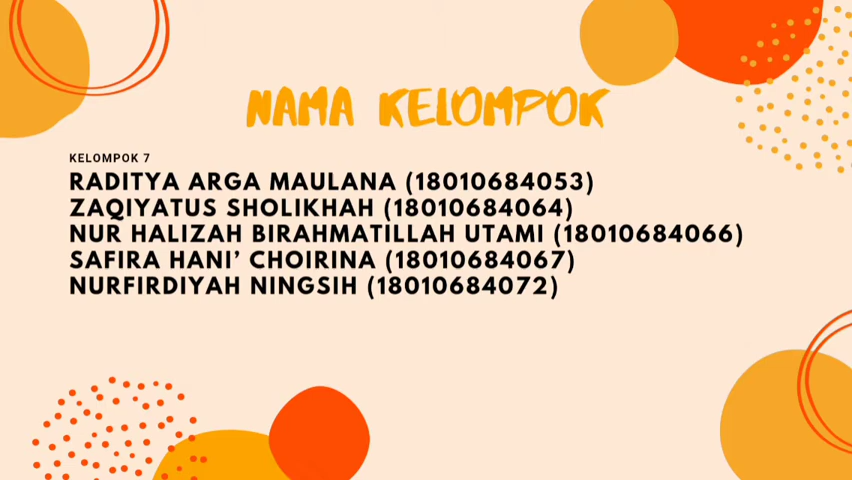 NAMA KELOMPOK
KELOMPOK 7
RADITYA ARGA MAULANA (18010684053)
ZAQIYATUS SHOLIKHAH (18010684064)
NUR HALIZAH BIRAHMATILLAH UTAMI (18010684066)
SAFIRA HANI’ CHOIRINA (18010684067)
NURFIRDIYAH NINGSIH (18010684072)